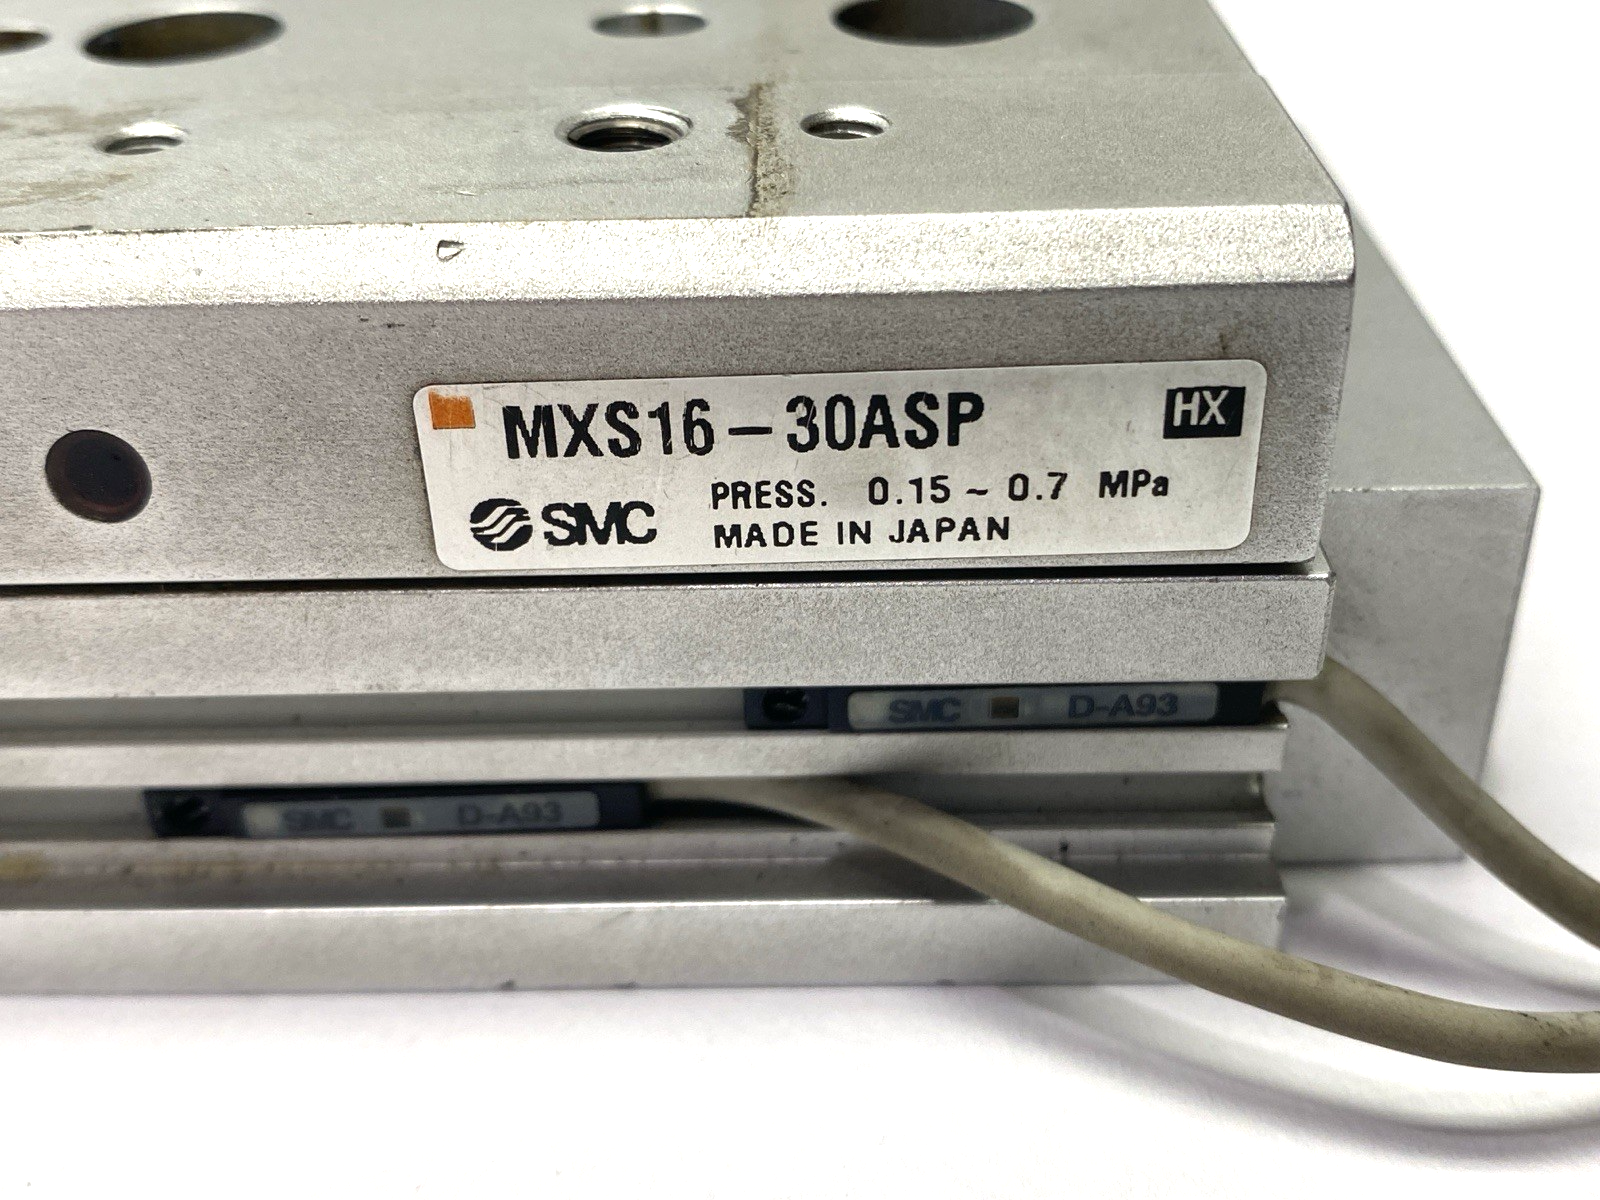 MXS16-30ASP HX
SMC PRESS. 0.15 ~ 0.7 MPa
MADE IN JAPAN
SMC D-A93
SMC D-A93